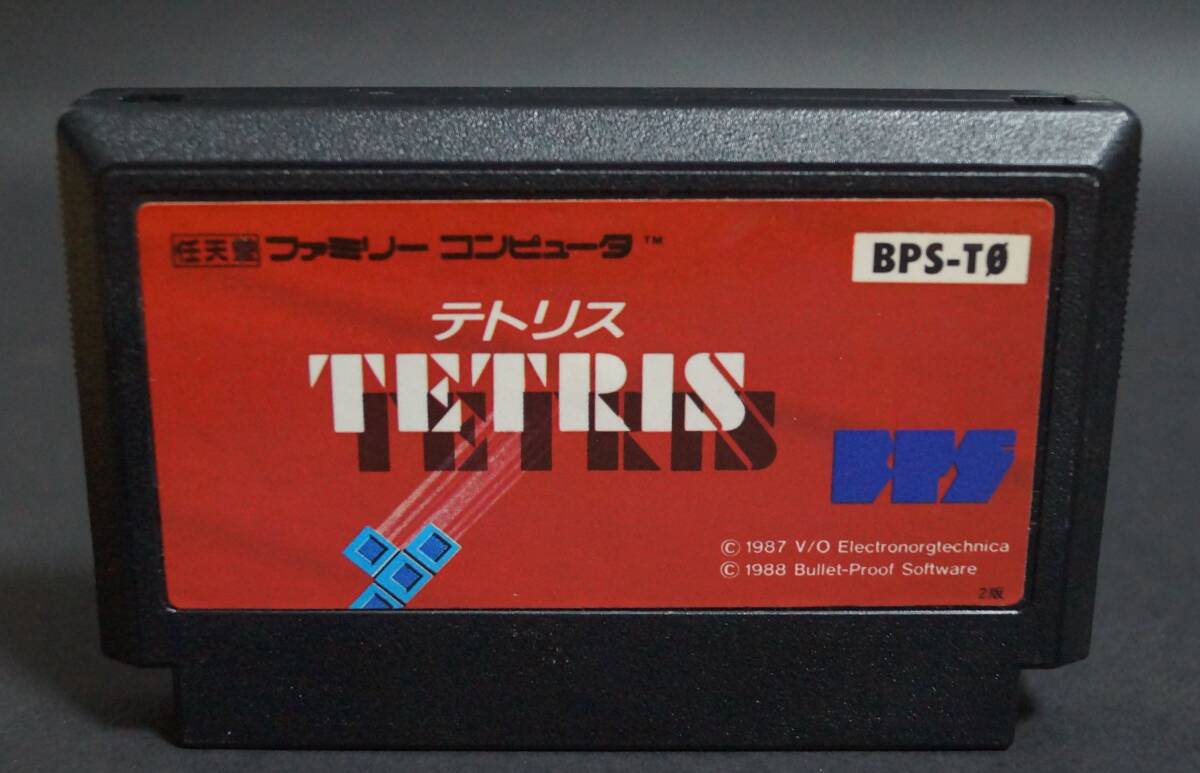 任天堂 ファミリー コンピュータ™
BPS-TØ
テトリス
TETRIS
BPS
© 1987 V/O Electronorgtechnica
© 1988 Bullet-Proof Software
2版